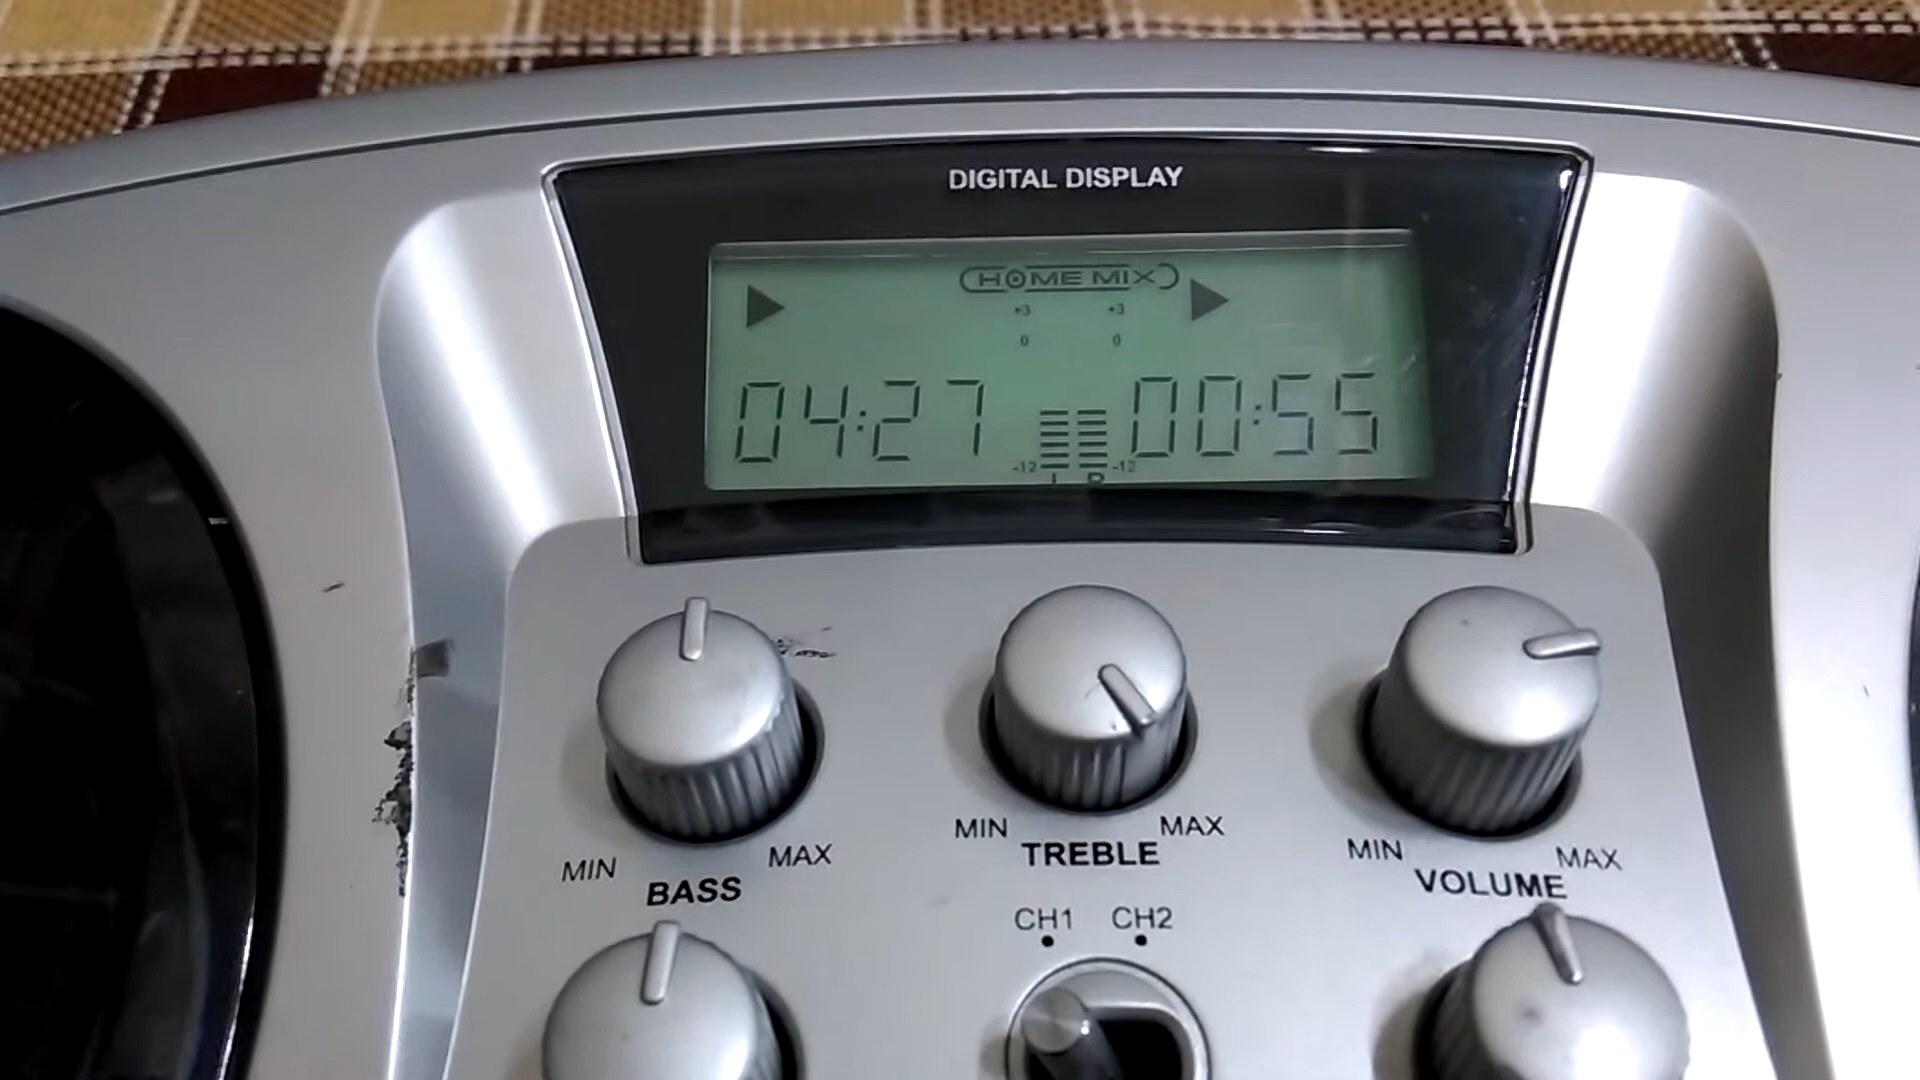 DIGITAL DISPLAY
HOME MIX
+3 +3
0 0
04:27 00:55
-12 -12
L R
MIN MAX
BASS
MIN MAX
TREBLE
MIN MAX
VOLUME
CH1 CH2